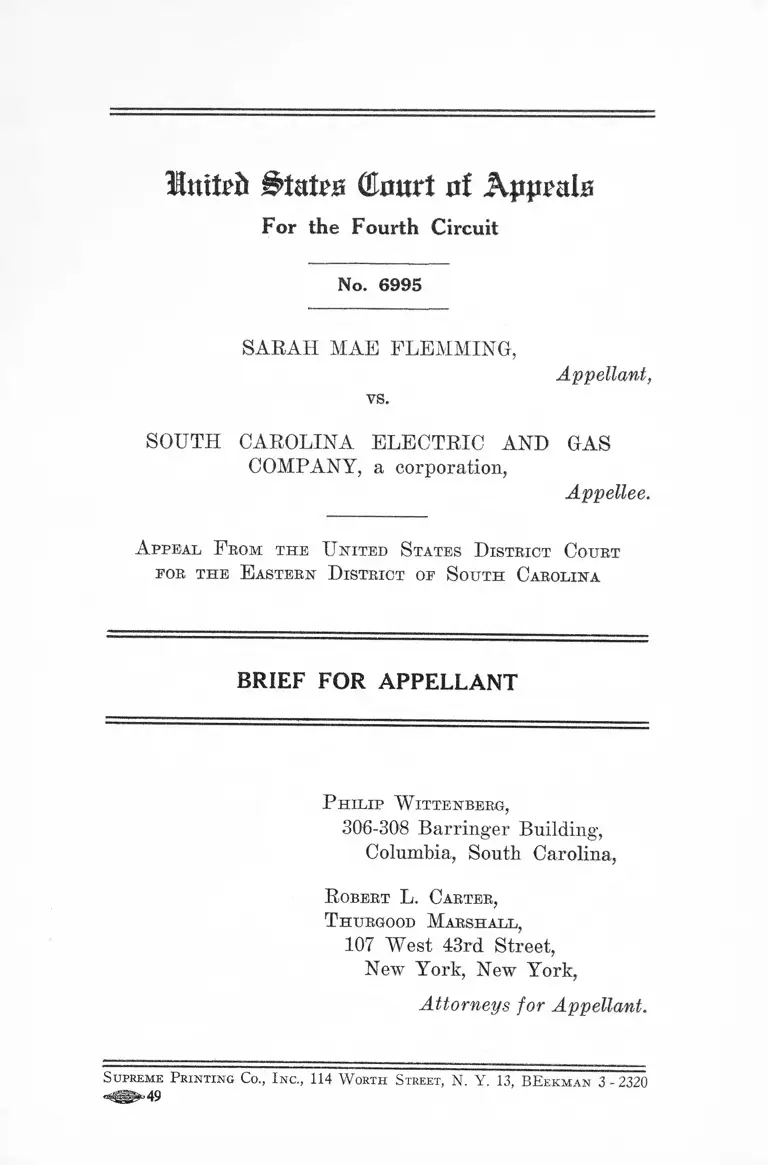 United States Court of Appeals
For the Fourth Circuit
No. 6995
SARAH MAE FLEMMING,
Appellant,
vs.
SOUTH CAROLINA ELECTRIC AND GAS
COMPANY, a corporation,
Appellee.
Appeal From the United States District Court
for the Eastern District of South Carolina
BRIEF FOR APPELLANT
Philip Wittenberg,
306-308 Barringer Building,
Columbia, South Carolina,
Robert L. Carter,
Thurgood Marshall,
107 West 43rd Street,
New York, New York,
Attorneys for Appellant.
Supreme Printing Co., Inc., 114 Worth Street, N. Y. 13, BEekman 3-2320
49